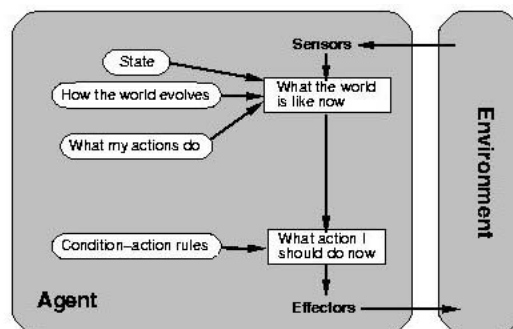 Sensors
State
How the world evolves
What the world
is like now
What my actions do
Condition–action rules
What action I
should do now
Agent
Effectors
Environment